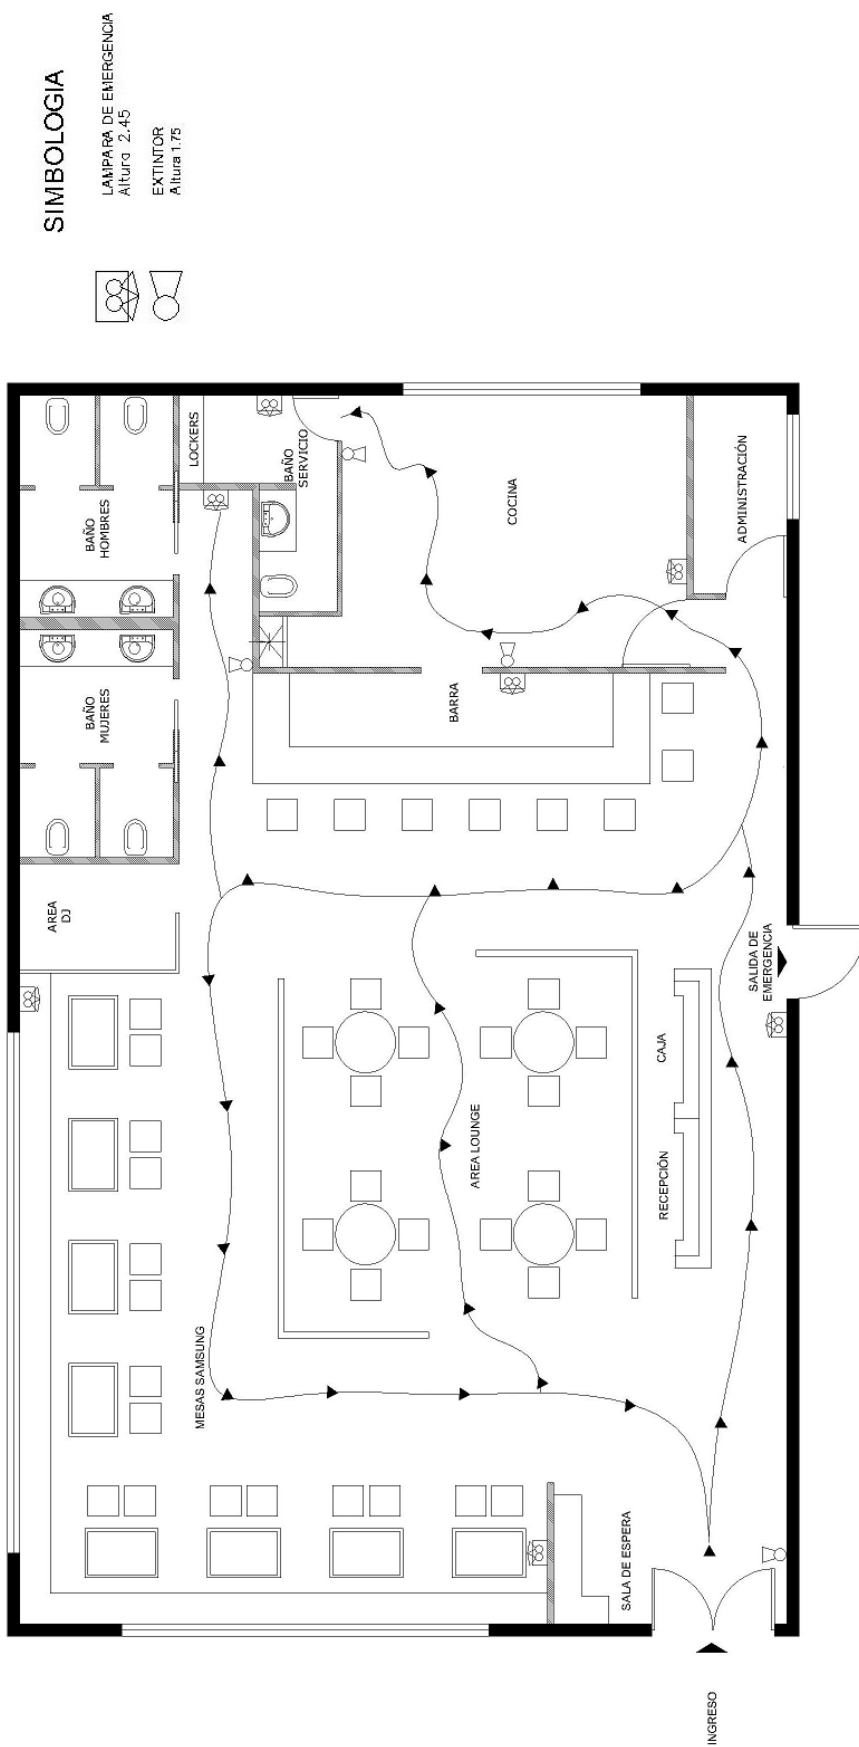 SIMBOLOGIA
LAMPARA DE EMERGENCIA
Altura 2.45
EXTINTOR
Altura 1.75
BAÑO
HOMBRES
LOCKERS
BAÑO
SERVICIO
COCINA
ADMINISTRACIÓN
BAÑO
MUJERES
BARRA
AREA
DJ
SALIDA DE
EMERGENCIA
CAJA
AREA LOUNGE
RECEPCIÓN
MESAS SAMSUNG
SALA DE ESPERA
INGRESO